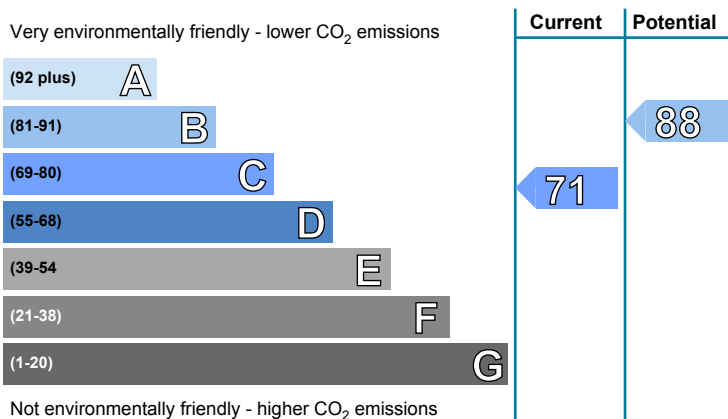 Current Potential
Very environmentally friendly - lower CO2 emissions
(92 plus) A
(81-91) B
88
(69-80) C
71
(55-68) D
(39-54 E
(21-38) F
(1-20) G
Not environmentally friendly - higher CO2 emissions